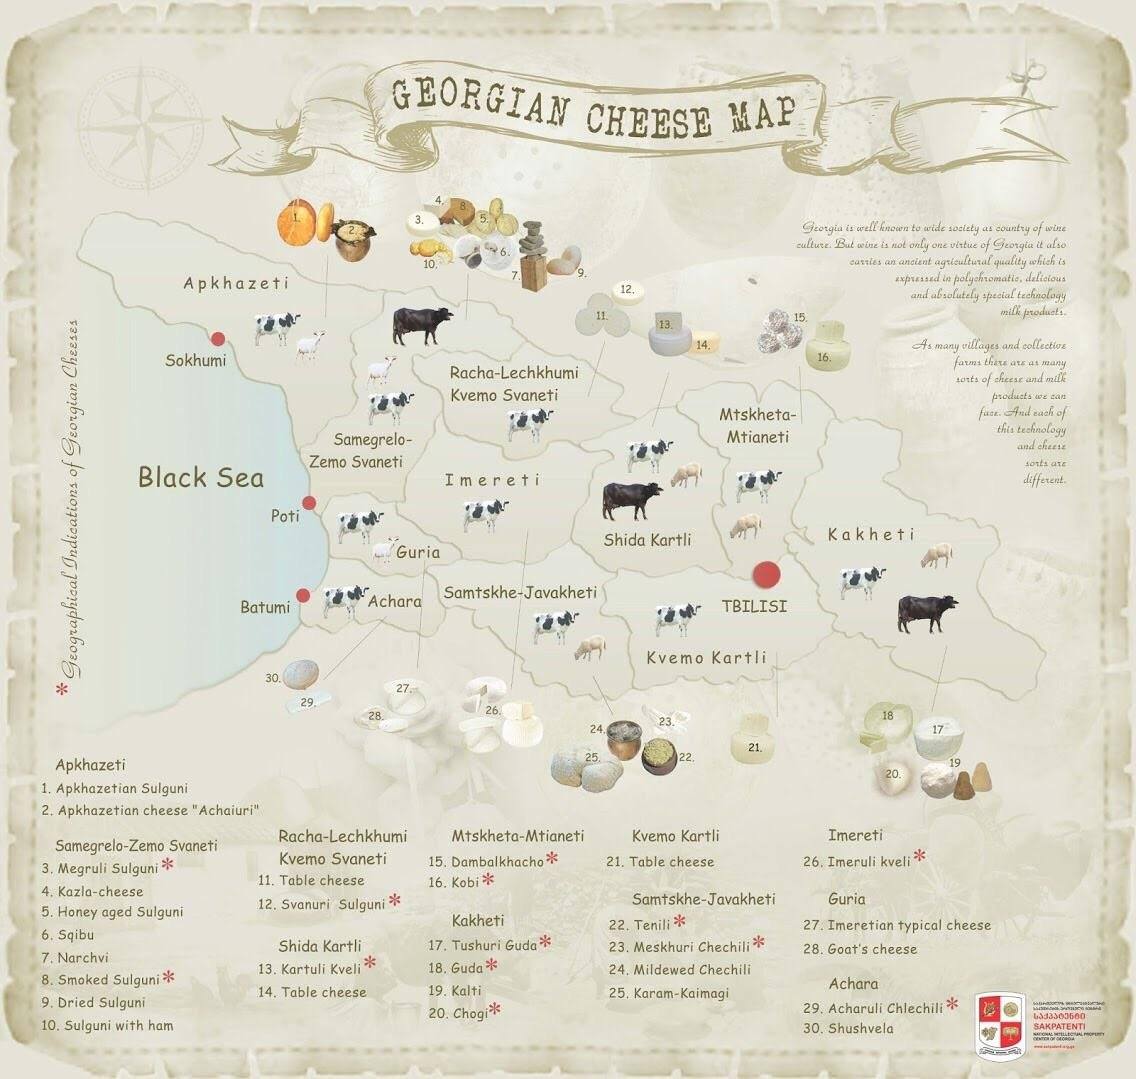 GEORGIAN CHEESE MAP
Georgia is well known to wide society as country of wine
culture. But wine is not only one virtue of Georgia it also
carries an ancient agricultural quality which is
expressed in polychromatic, delicious
and absolutely special technology
milk products.
As many villages and collective
farms there are as many
sorts of cheese and milk
products we can
face. And each of
this technology
and cheese
sorts are
different.
* Geographical Indications of Georgian Cheeses
1.
2.
3.
4.
8.
5.
6.
7.
9.
10.
11.
12.
13.
14.
15.
16.
Apkhazeti
Sokhumi
Racha-Lechkhumi
Kvemo Svaneti
Mtskheta-
Mtianeti
Samegrelo-
Zemo Svaneti
Black Sea
Imereti
Poti
Shida Kartli
Kakheti
Guria
Batumi
Achara
Samtskhe-Javakheti
TBILISI
Kvemo Kartli
30.
29.
28.
27.
26.
24.
23.
25.
22.
21.
18
17
20.
19
Apkhazeti
1. Apkhazetian Sulguni
2. Apkhazetian cheese "Achaiuri"
Samegrelo-Zemo Svaneti
3. Megruli Sulguni *
4. Kazla-cheese
5. Honey aged Sulguni
6. Sqibu
7. Narchvi
8. Smoked Sulguni *
9. Dried Sulguni
10. Sulguni with ham
Racha-Lechkhumi
Kvemo Svaneti
11. Table cheese
12. Svanuri Sulguni *
Shida Kartli
13. Kartuli Kveli *
14. Table cheese
Mtskheta-Mtianeti
15. Dambalkhacho *
16. Kobi *
Kakheti
17. Tushuri Guda *
18. Guda *
19. Kalti
20. Chogi *
Kvemo Kartli
21. Table cheese
Samtskhe-Javakheti
22. Tenili *
23. Meskhuri Chechili *
24. Mildewed Chechili
25. Karam-Kaimagi
Imereti
26. Imeruli kveli *
Guria
27. Imeretian typical cheese
28. Goat's cheese
Achara
29. Acharuli Chlechili *
30. Shushvela
საქპატენტი
SAKPATENTI
NATIONAL INTELLECTUAL PROPERTY
CENTER OF GEORGIA
www.sakpatenti.org.ge